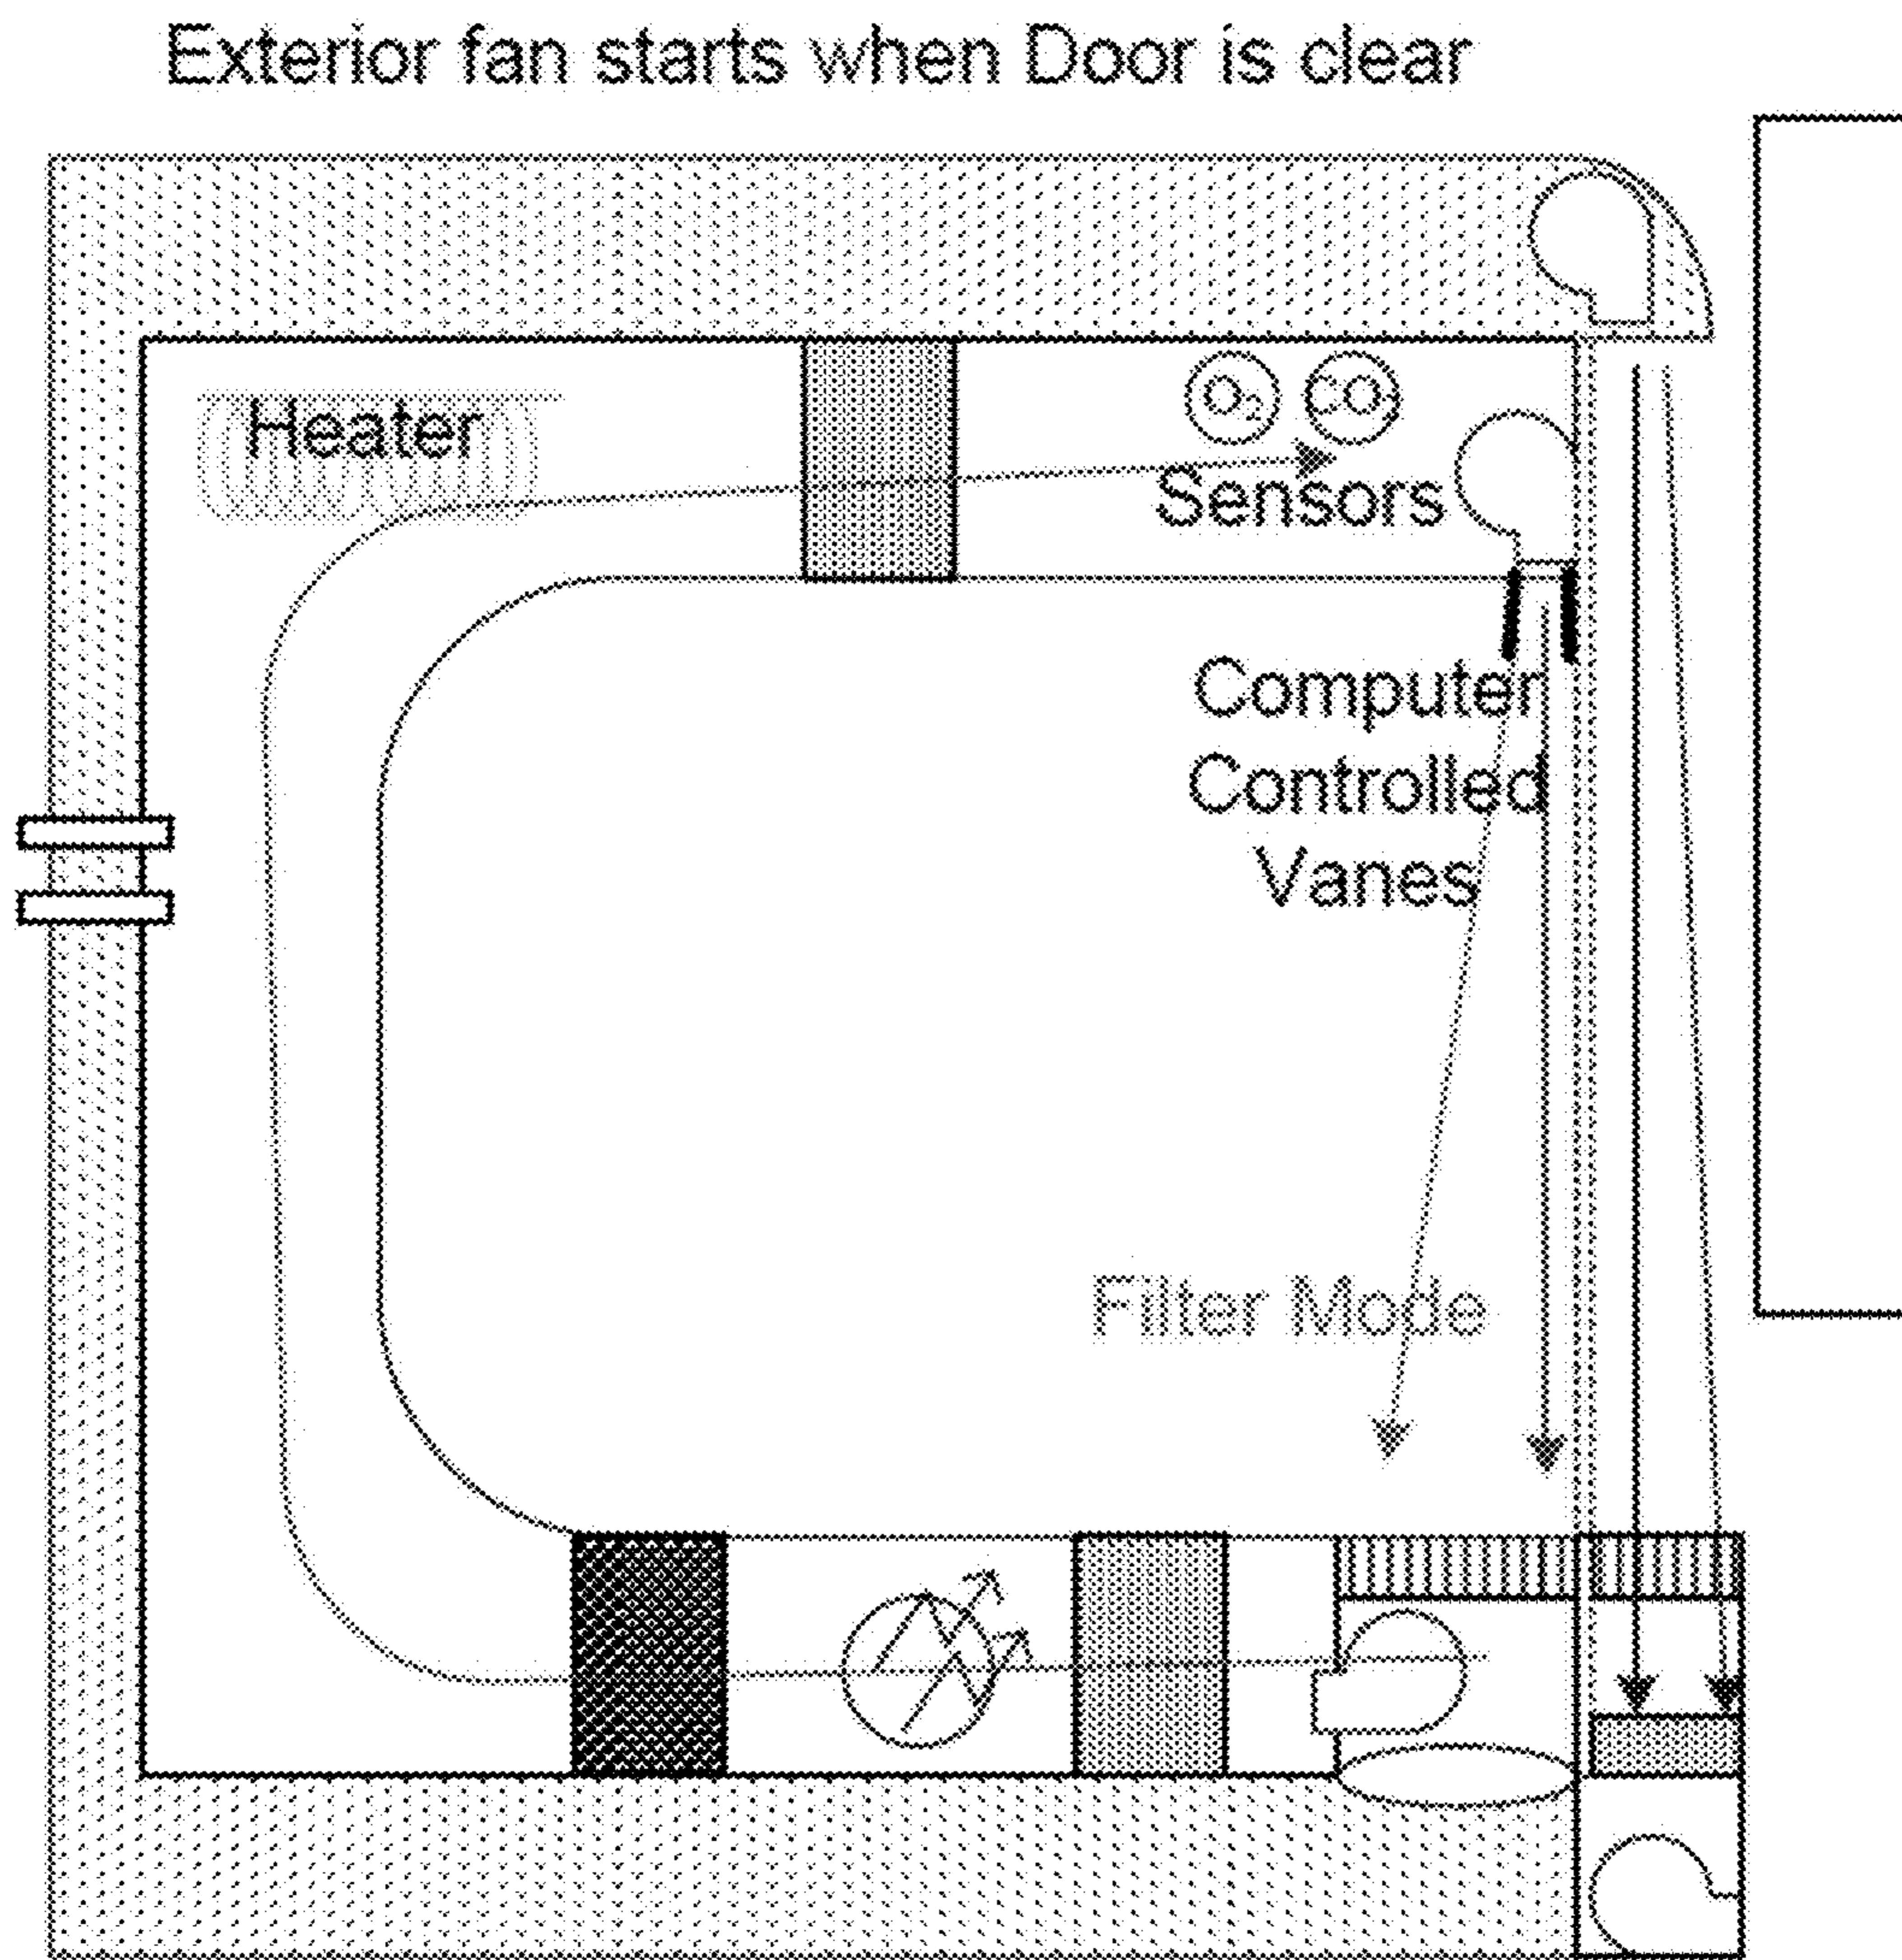 Exterior fan starts when Door is clear
Heater
O₂ CO₂
Sensors
Computer
Controlled
Vanes
Filter Mode